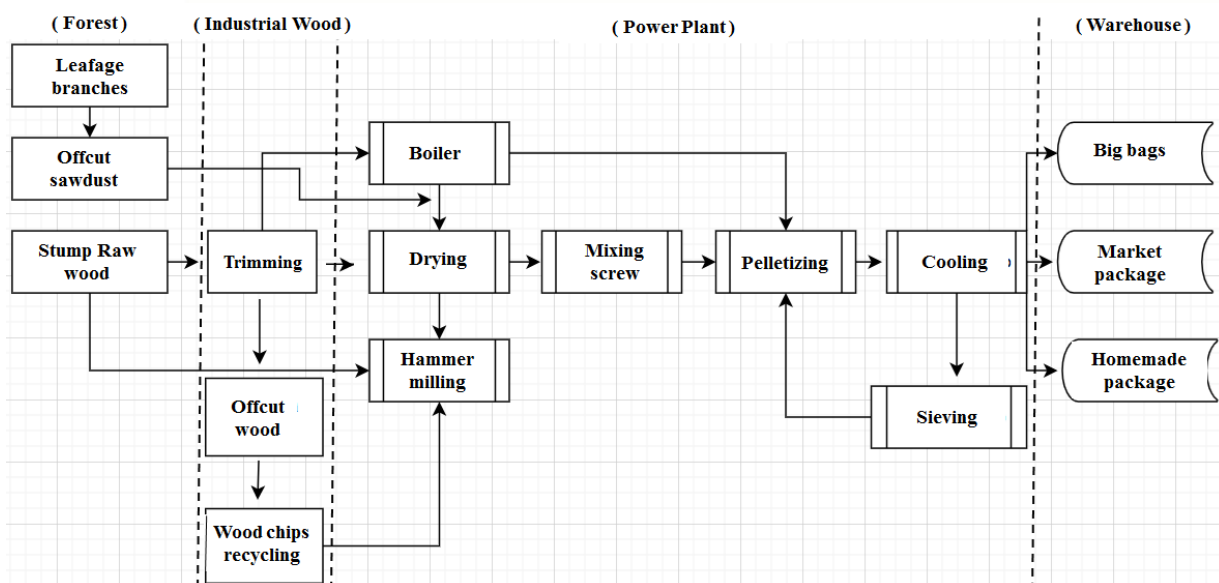 ( Forest )
( Industrial Wood )
( Power Plant )
( Warehouse )
Leafage
branches
Offcut
sawdust
Boiler
Big bags
Stump Raw
wood
Trimming
Drying
Mixing
screw
Pelletizing
Cooling
Market
package
Hammer
milling
Homemade
package
Offcut
wood
Sieving
Wood chips
recycling